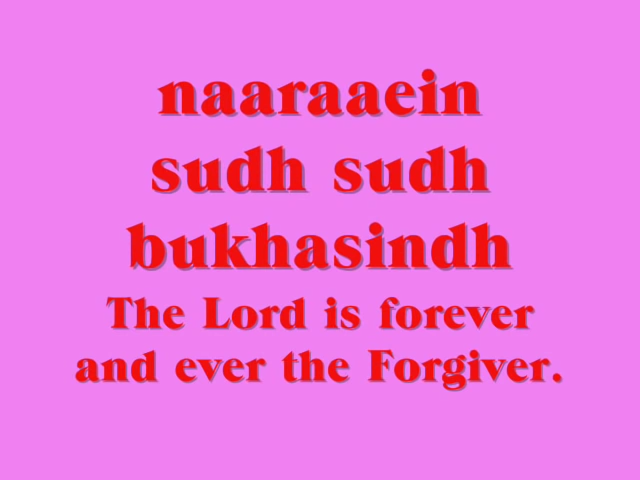 naaraaein
sudh sudh
bukhasindh
The Lord is forever
and ever the Forgiver.